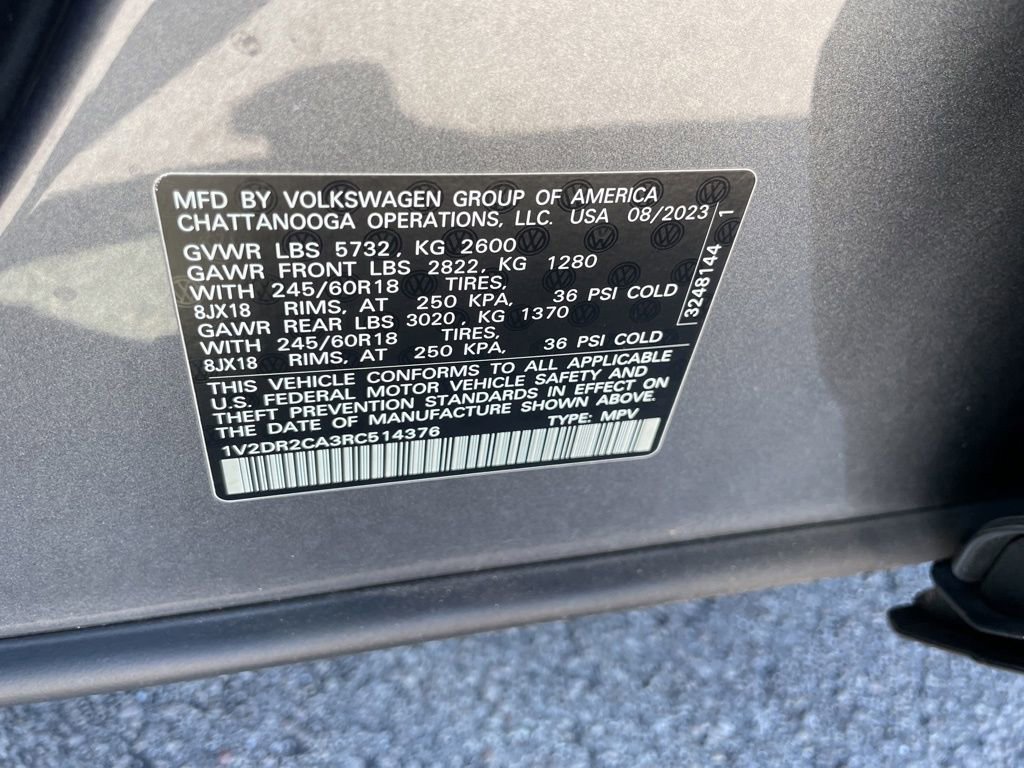 MFD BY VOLKSWAGEN GROUP OF AMERICA
CHATTANOOGA OPERATIONS, LLC. USA 08/2023
GVWR LBS 5732, KG 2600
GAWR FRONT LBS 2822, KG 1280
WITH 245/60R18 TIRES,
8JX18 RIMS, AT 250 KPA, 36 PSI COLD
GAWR REAR LBS 3020, KG 1370
WITH 245/60R18 TIRES,
8JX18 RIMS, AT 250 KPA, 36 PSI COLD
3248144 1
THIS VEHICLE CONFORMS TO ALL APPLICABLE
U.S. FEDERAL MOTOR VEHICLE SAFETY AND
THEFT PREVENTION STANDARDS IN EFFECT ON
THE DATE OF MANUFACTURE SHOWN ABOVE.
1V2DR2CA3RC514376 TYPE: MPV